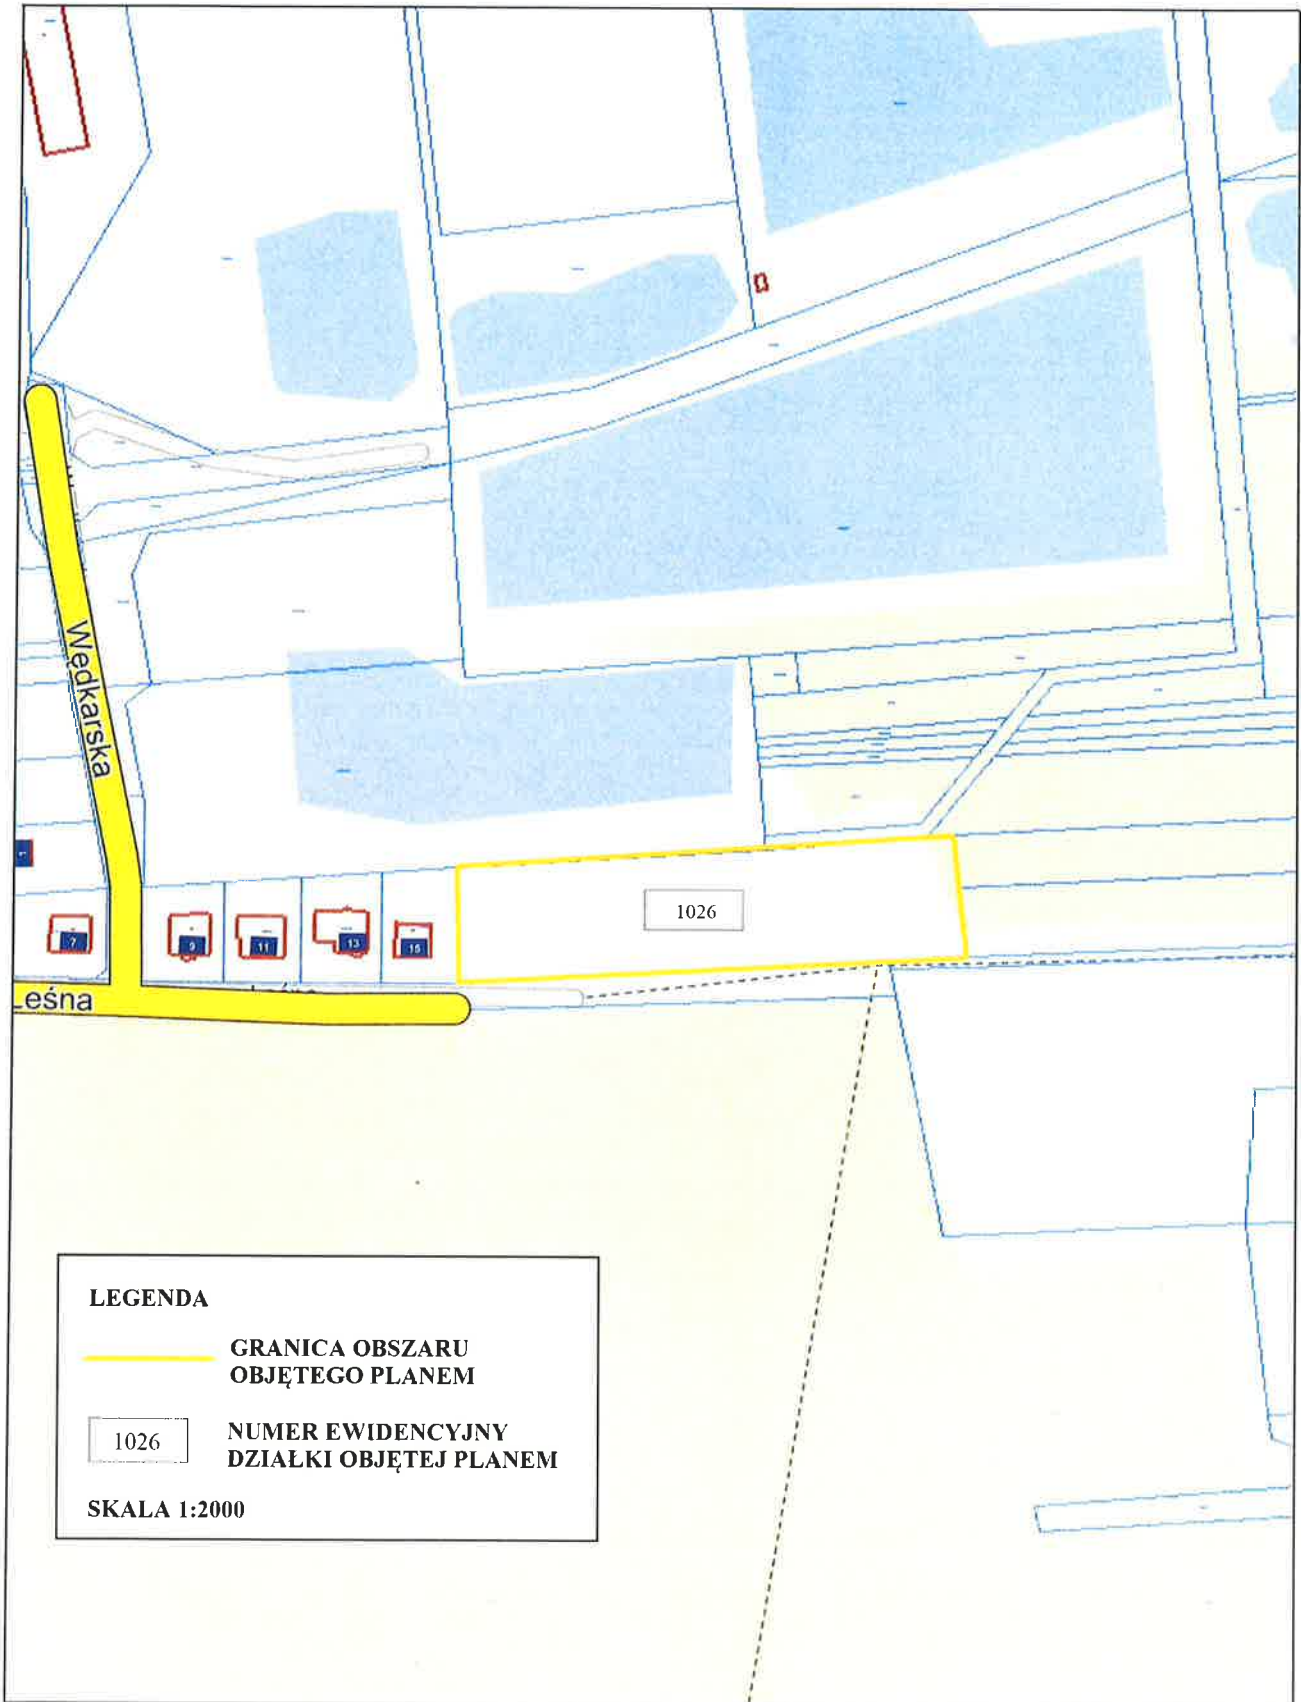 Wędkarska
1
7
9
11
13
15
1026
Leśna
LEGENDA
GRANICA OBSZARU
OBJĘTEGO PLANEM
1026
NUMER EWIDENCYJNY
DZIAŁKI OBJĘTEJ PLANEM
SKALA 1:2000